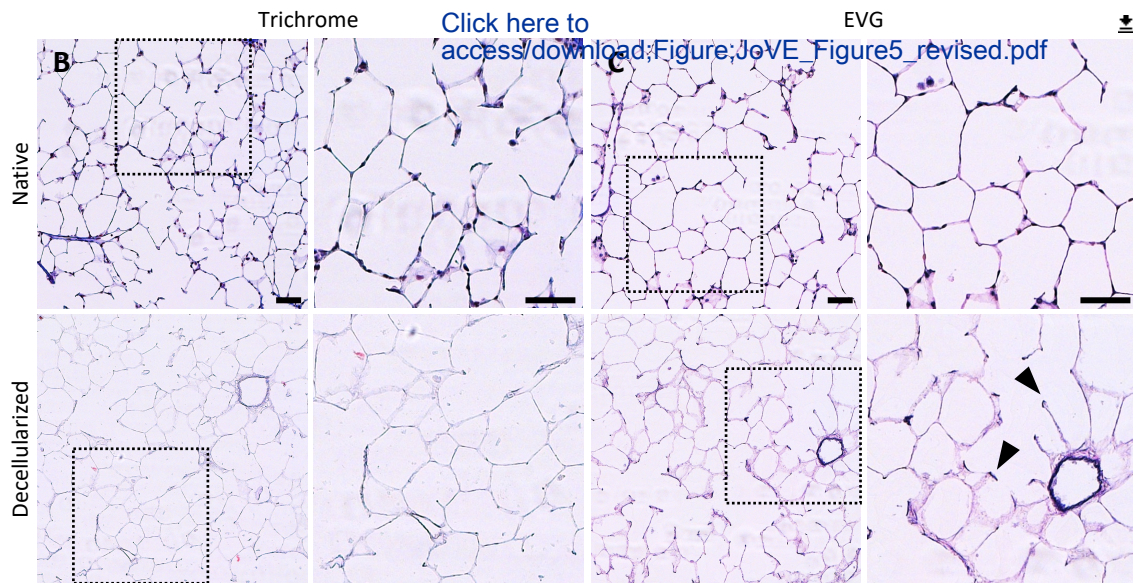 Trichrome
Click here to
access/download;Figure;JoVE_Figure5_revised.pdf
EVG
B
C
Native
Decellularized